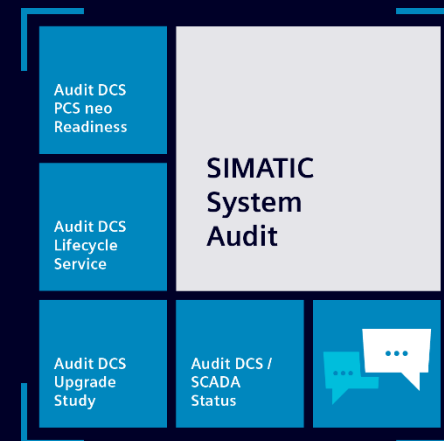 Audit DCS
PCS neo
Readiness
SIMATIC
System
Audit
Audit DCS
Lifecycle
Service
Audit DCS
Upgrade
Study
Audit DCS /
SCADA
Status